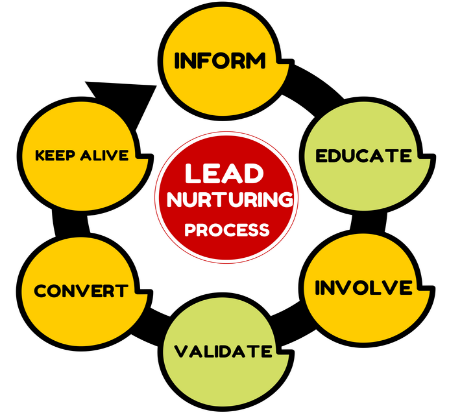 INFORM
EDUCATE
INVOLVE
VALIDATE
CONVERT
KEEP ALIVE
LEAD
NURTURING
PROCESS